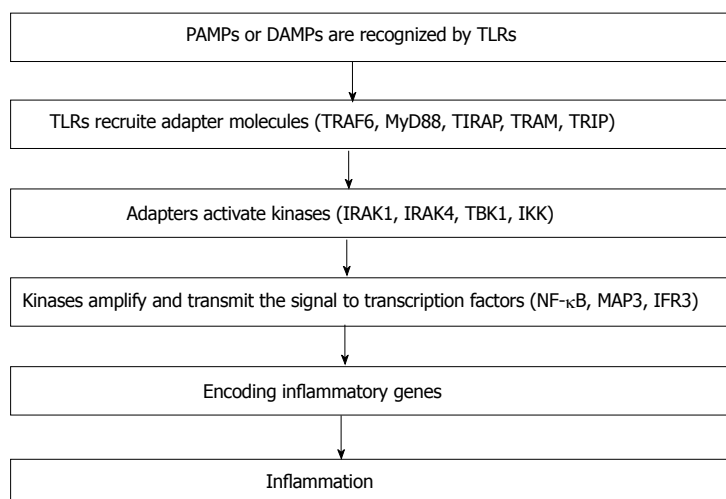 PAMPs or DAMPs are recognized by TLRs
TLRs recruite adapter molecules (TRAF6, MyD88, TIRAP, TRAM, TRIP)
Adapters activate kinases (IRAK1, IRAK4, TBK1, IKK)
Kinases amplify and transmit the signal to transcription factors (NF-κB, MAP3, IFR3)
Encoding inflammatory genes
Inflammation